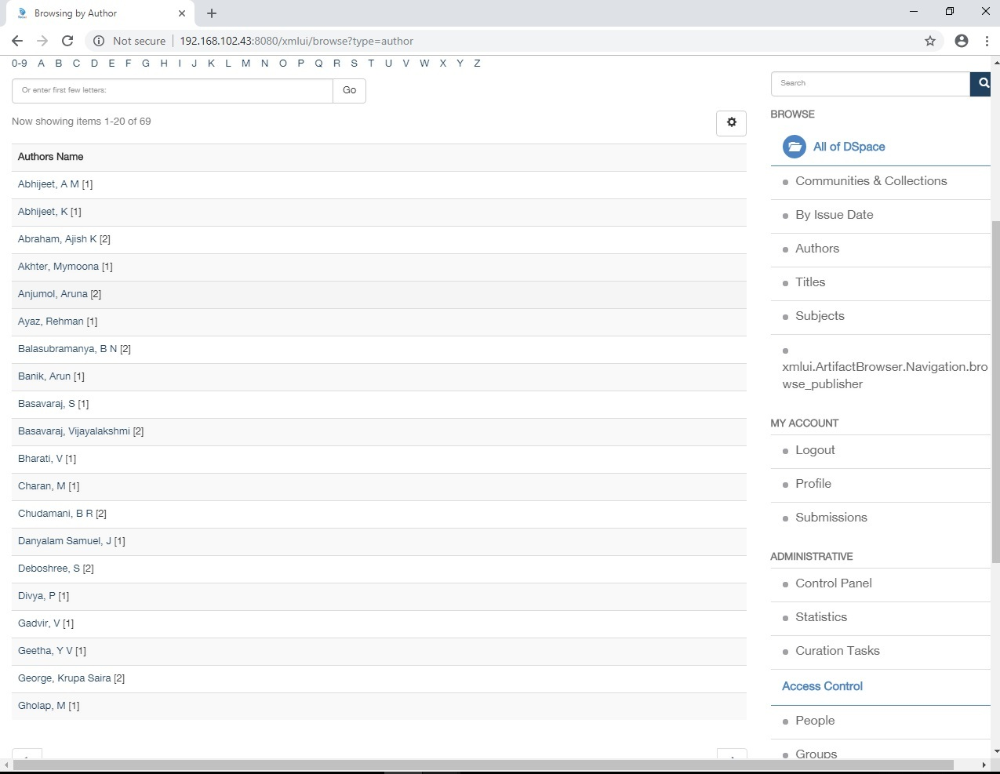 Browsing by Author
Not secure
192.168.102.43:8080/xmlui/browse?type=author
0-9 A B C D E F G H I J K L M N O P Q R S T U V W X Y Z
Or enter first few letters:
Go
Now showing items 1-20 of 69
Authors Name
Abhijeet, A M [1]
Abhijeet, K [1]
Abraham, Ajish K [2]
Akhter, Mymoona [1]
Anjumol, Aruna [2]
Ayaz, Rehman [1]
Balasubramanya, B N [2]
Banik, Arun [1]
Basavaraj, S [1]
Basavaraj, Vijayalakshmi [2]
Bharati, V [1]
Charan, M [1]
Chudamani, B R [2]
Danyalam Samuel, J [1]
Deboshree, S [2]
Divya, P [1]
Gadvir, V [1]
Geetha, Y V [1]
George, Krupa Saira [2]
Gholap, M [1]
Search
BROWSE
All of DSpace
Communities & Collections
By Issue Date
Authors
Titles
Subjects
xmlui.ArtifactBrowser.Navigation.bro
wse_publisher
MY ACCOUNT
Logout
Profile
Submissions
ADMINISTRATIVE
Control Panel
Statistics
Curation Tasks
Access Control
People
Groups